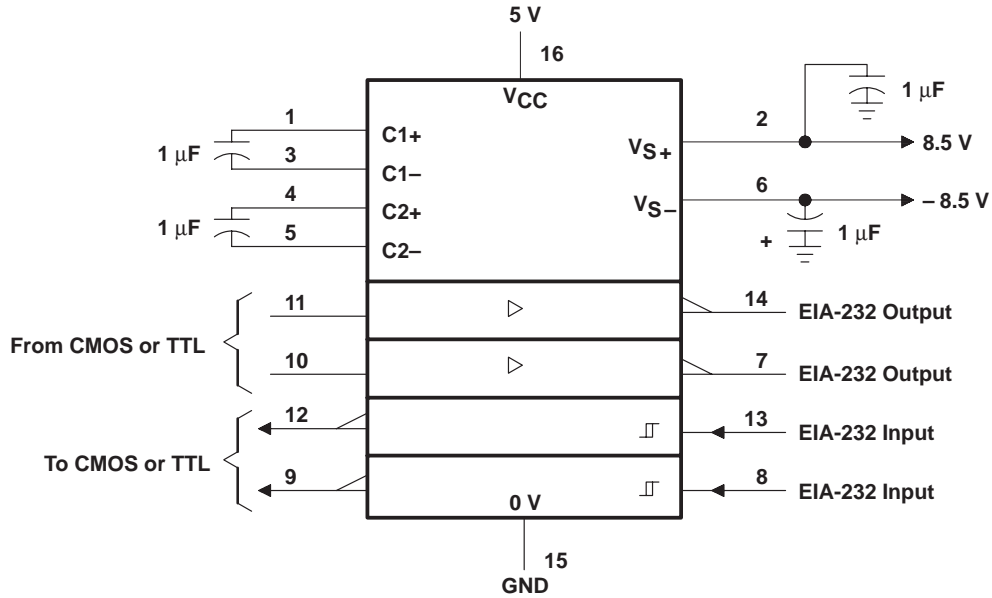 5 V
16
VCC
1
C1+
1 µF
3
C1–
4
C2+
1 µF
5
C2–
2
VS+
1 µF
8.5 V
6
VS–
– 8.5 V
+
1 µF
From CMOS or TTL
11
14
EIA-232 Output
10
7
EIA-232 Output
To CMOS or TTL
12
13
EIA-232 Input
9
8
EIA-232 Input
0 V
15
GND